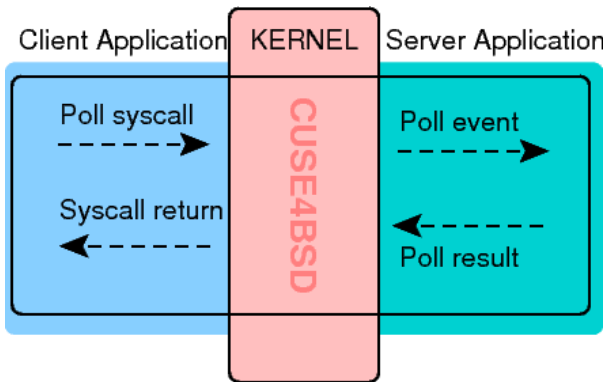 Client Application
KERNEL
Server Application
CUSE4BSD
Poll syscall
Syscall return
Poll event
Poll result